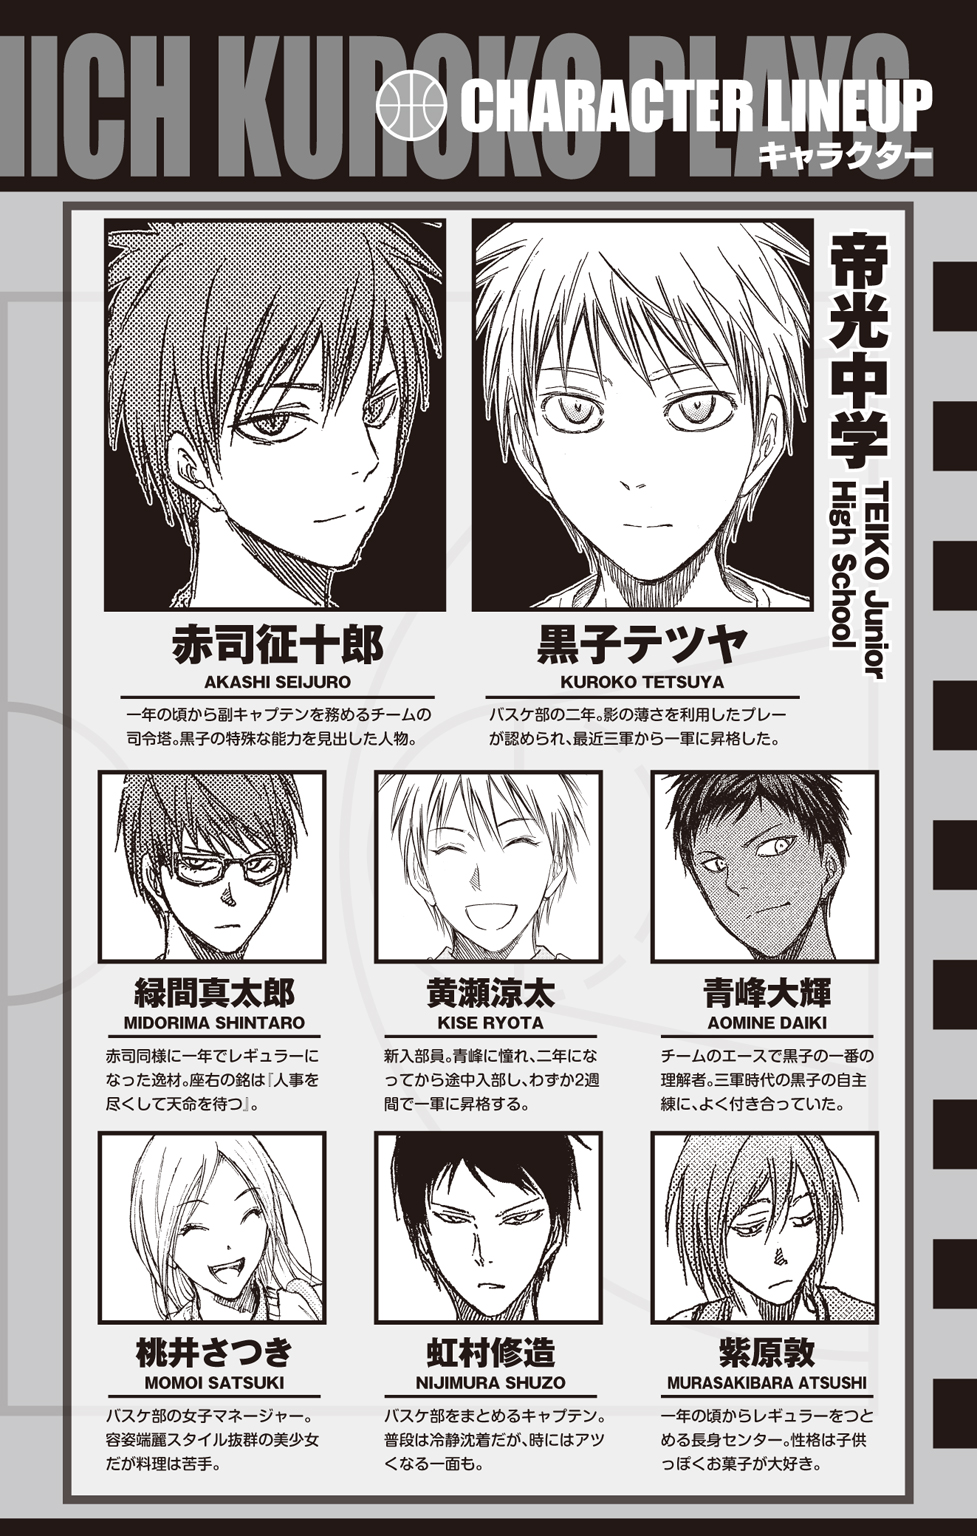 HICH KUROKO PLAYS.
CHARACTER LINEUP
キャラクター
帝光中学
TEIKO Junior
High School
黒子テツヤ
KUROKO TETSUYA
バスケ部の二年。影の薄さを利用したプレー
が認められ、最近三軍から一軍に昇格した。
赤司征十郎
AKASHI SEIJURO
一年の頃から副キャプテンを務めるチームの
司令塔。黒子の特殊な能力を見出した人物。
青峰大輝
AOMINE DAIKI
チームのエースで黒子の一番の
理解者。三軍時代の黒子の自主
練に、よく付き合っていた。
黄瀬涼太
KISE RYOTA
新入部員。青峰に憧れ、二年にな
ってから途中入部し、わずか2週
間で一軍に昇格する。
緑間真太郎
MIDORIMA SHINTARO
赤司同様に一年でレギュラーに
なった逸材。座右の銘は『人事を
尽くして天命を待つ』。
紫原敦
MURASAKIBARA ATSUSHI
一年の頃からレギュラーをつと
める長身センター。性格は子供
っぽくお菓子が大好き。
虹村修造
NIJIMURA SHUZO
バスケ部をまとめるキャプテン。
普段は冷静沈着だが、時にはアツ
くなる一面も。
桃井さつき
MOMOI SATSUKI
バスケ部の女子マネージャー。
容姿端麗スタイル抜群の美少女
だが料理は苦手。